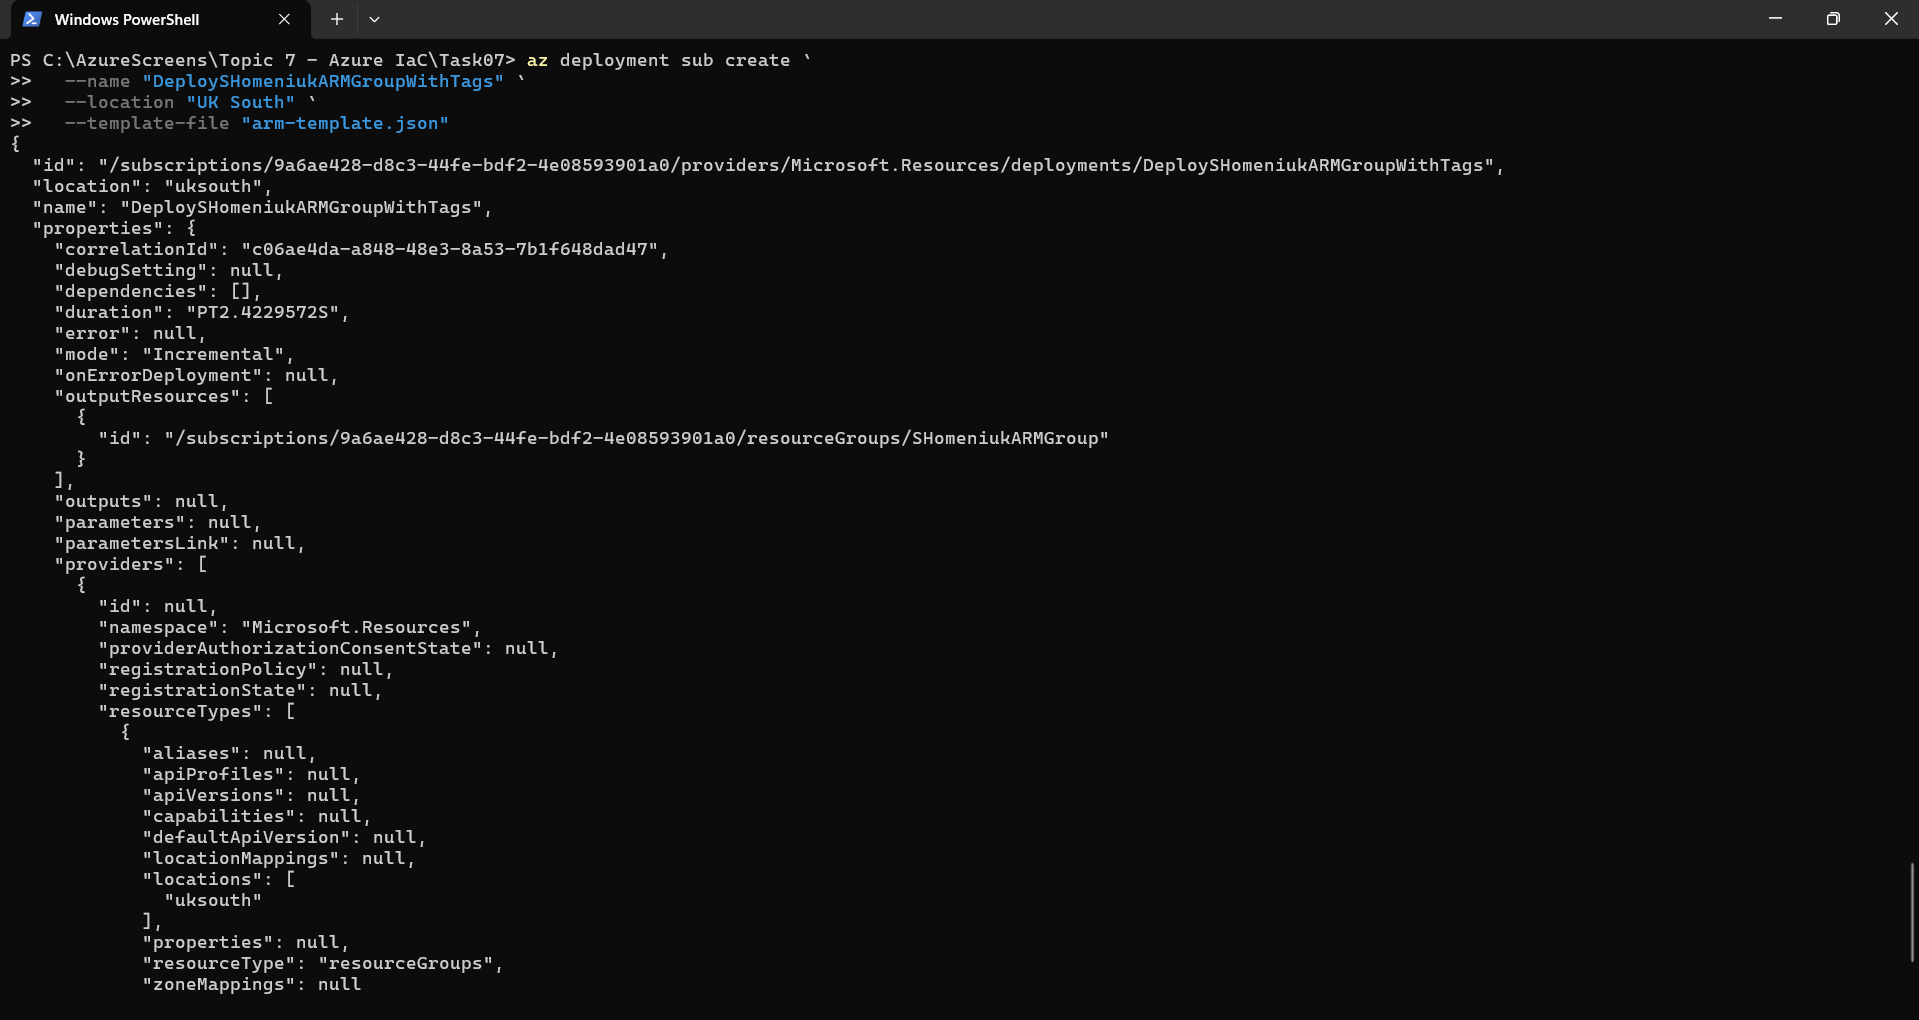 Windows PowerShell
PS C:\AzureScreens\Topic 7 - Azure IaC\Task07> az deployment sub create `
>>   --name "DeploySHomeniukARMGroupWithTags" `
>>   --location "UK South" `
>>   --template-file "arm-template.json"
{
  "id": "/subscriptions/9a6ae428-d8c3-44fe-bdf2-4e08593901a0/providers/Microsoft.Resources/deployments/DeploySHomeniukARMGroupWithTags",
  "location": "uksouth",
  "name": "DeploySHomeniukARMGroupWithTags",
  "properties": {
    "correlationId": "c06ae4da-a848-48e3-8a53-7b1f648dad47",
    "debugSetting": null,
    "dependencies": [],
    "duration": "PT2.4229572S",
    "error": null,
    "mode": "Incremental",
    "onErrorDeployment": null,
    "outputResources": [
      {
        "id": "/subscriptions/9a6ae428-d8c3-44fe-bdf2-4e08593901a0/resourceGroups/SHomeniukARMGroup"
      }
    ],
    "outputs": null,
    "parameters": null,
    "parametersLink": null,
    "providers": [
      {
        "id": null,
        "namespace": "Microsoft.Resources",
        "providerAuthorizationConsentState": null,
        "registrationPolicy": null,
        "registrationState": null,
        "resourceTypes": [
          {
            "aliases": null,
            "apiProfiles": null,
            "apiVersions": null,
            "capabilities": null,
            "defaultApiVersion": null,
            "locationMappings": null,
            "locations": [
              "uksouth"
            ],
            "properties": null,
            "resourceType": "resourceGroups",
            "zoneMappings": null